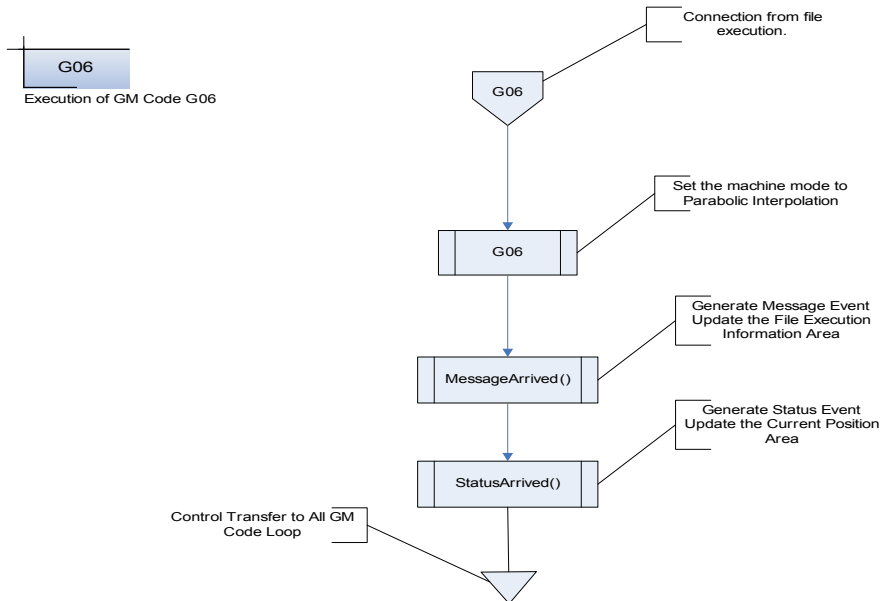 G06
Execution of GM Code G06
Connection from file
execution.
G06
Set the machine mode to
Parabolic Interpolation
G06
Generate Message Event
Update the File Execution
Information Area
MessageArrived()
Generate Status Event
Update the Current Position
Area
StatusArrived()
Control Transfer to All GM
Code Loop